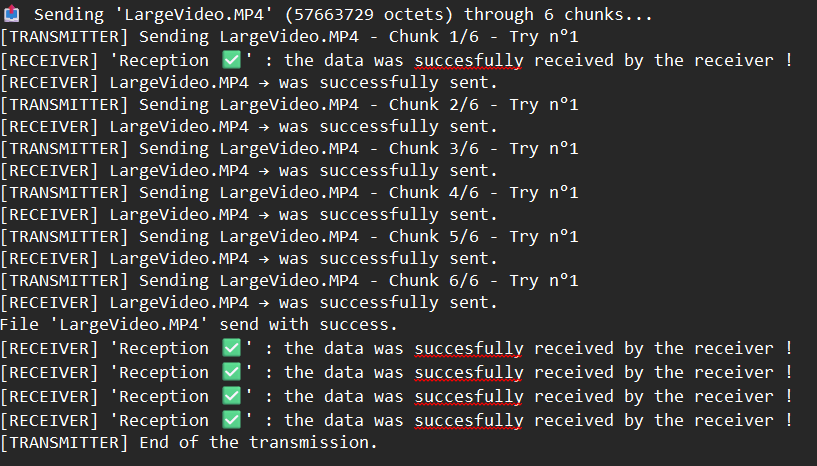 📤 Sending 'LargeVideo.MP4' (57663729 octets) through 6 chunks...
[TRANSMITTER] Sending LargeVideo.MP4 - Chunk 1/6 - Try n°1
[RECEIVER] 'Reception ✅' : the data was succesfully received by the receiver !
[RECEIVER] LargeVideo.MP4 → was successfully sent.
[TRANSMITTER] Sending LargeVideo.MP4 - Chunk 2/6 - Try n°1
[RECEIVER] LargeVideo.MP4 → was successfully sent.
[TRANSMITTER] Sending LargeVideo.MP4 - Chunk 3/6 - Try n°1
[RECEIVER] LargeVideo.MP4 → was successfully sent.
[TRANSMITTER] Sending LargeVideo.MP4 - Chunk 4/6 - Try n°1
[RECEIVER] LargeVideo.MP4 → was successfully sent.
[TRANSMITTER] Sending LargeVideo.MP4 - Chunk 5/6 - Try n°1
[RECEIVER] LargeVideo.MP4 → was successfully sent.
[TRANSMITTER] Sending LargeVideo.MP4 - Chunk 6/6 - Try n°1
[RECEIVER] LargeVideo.MP4 → was successfully sent.
File 'LargeVideo.MP4' send with success.
[RECEIVER] 'Reception ✅' : the data was succesfully received by the receiver !
[RECEIVER] 'Reception ✅' : the data was succesfully received by the receiver !
[RECEIVER] 'Reception ✅' : the data was succesfully received by the receiver !
[RECEIVER] 'Reception ✅' : the data was succesfully received by the receiver !
[TRANSMITTER] End of the transmission.